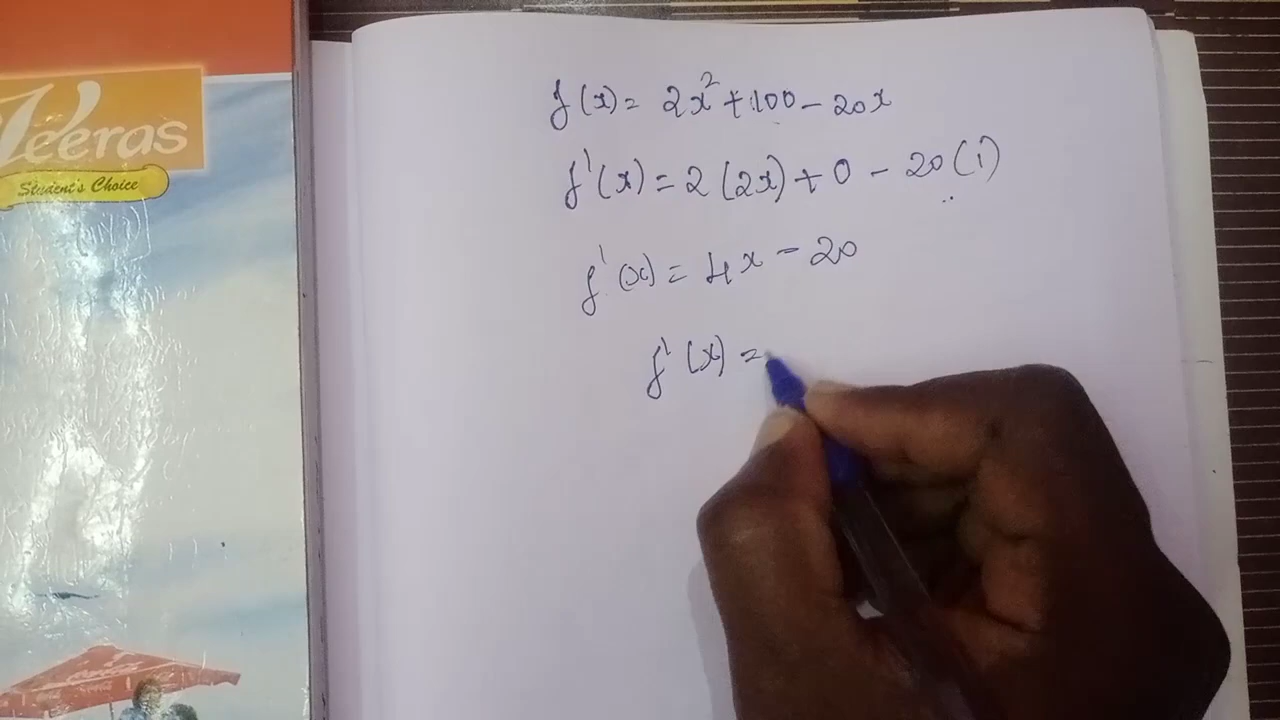 Veeras
Student's Choice
f(x) = 2x² + 100 - 20x
f'(x) = 2(2x) + 0 - 20(1)
f'(x) = 4x - 20
f'(x) =